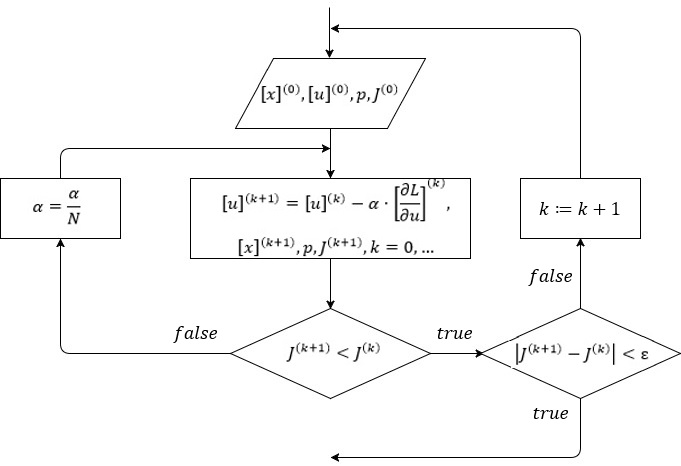 [x]⁽⁰⁾, [u]⁽⁰⁾, p, J⁽⁰⁾
α = α/N
[u]⁽ᵏ⁺¹⁾ = [u]⁽ᵏ⁾ − α · [∂L/∂u]⁽ᵏ⁾,
[x]⁽ᵏ⁺¹⁾, p, J⁽ᵏ⁺¹⁾, k = 0, …
k ≔ k + 1
false
false
true
J⁽ᵏ⁺¹⁾ < J⁽ᵏ⁾
|J⁽ᵏ⁺¹⁾ − J⁽ᵏ⁾| < ε
true